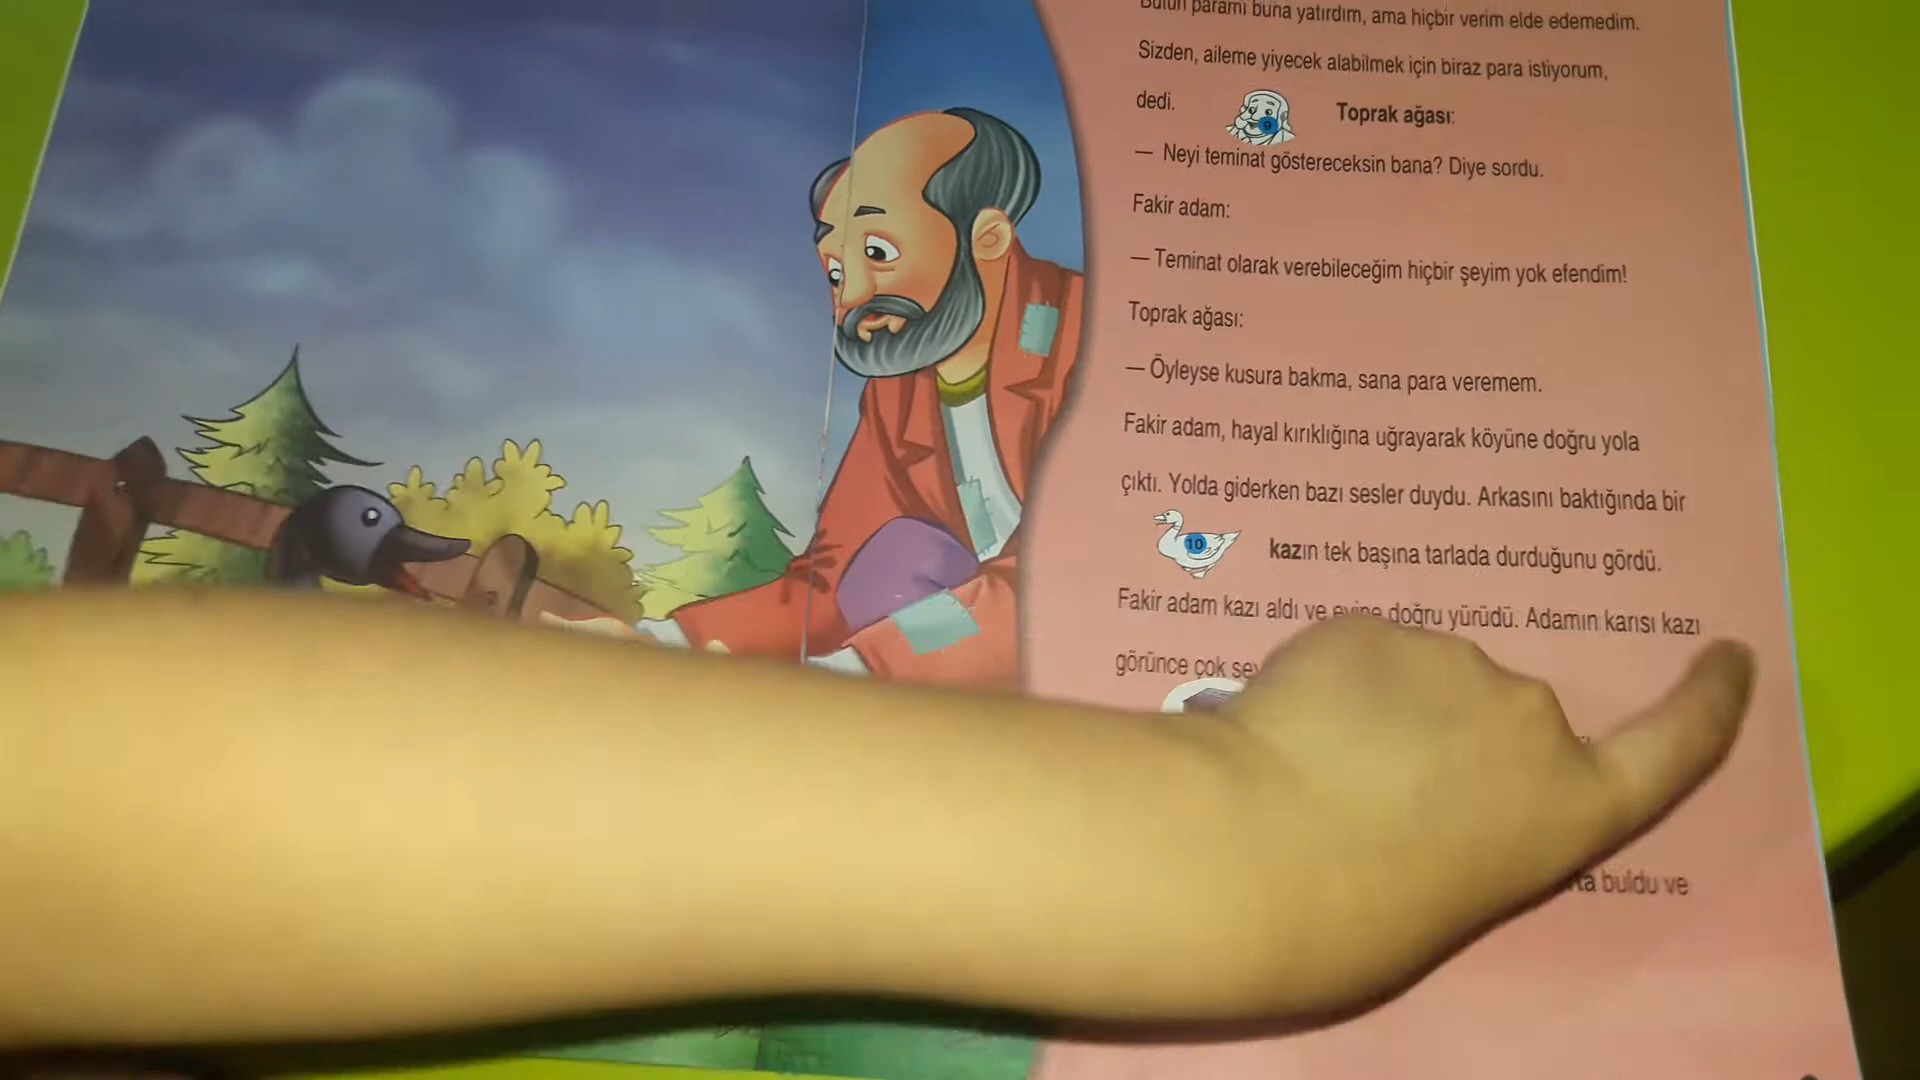 Bütün paramı buna yatırdım, ama hiçbir verim elde edemedim.
Sizden, aileme yiyecek alabilmek için biraz para istiyorum,
dedi. 9 Toprak ağası:
— Neyi teminat göstereceksin bana? Diye sordu.
Fakir adam:
— Teminat olarak verebileceğim hiçbir şeyim yok efendim!
Toprak ağası:
— Öyleyse kusura bakma, sana para veremem.
Fakir adam, hayal kırıklığına uğrayarak köyüne doğru yola
çıktı. Yolda giderken bazı sesler duydu. Arkasını baktığında bir
10 kazın tek başına tarlada durduğunu gördü.
Fakir adam kazı aldı ve evine doğru yürüdü. Adamın karısı kazı
görünce çok
buldu ve